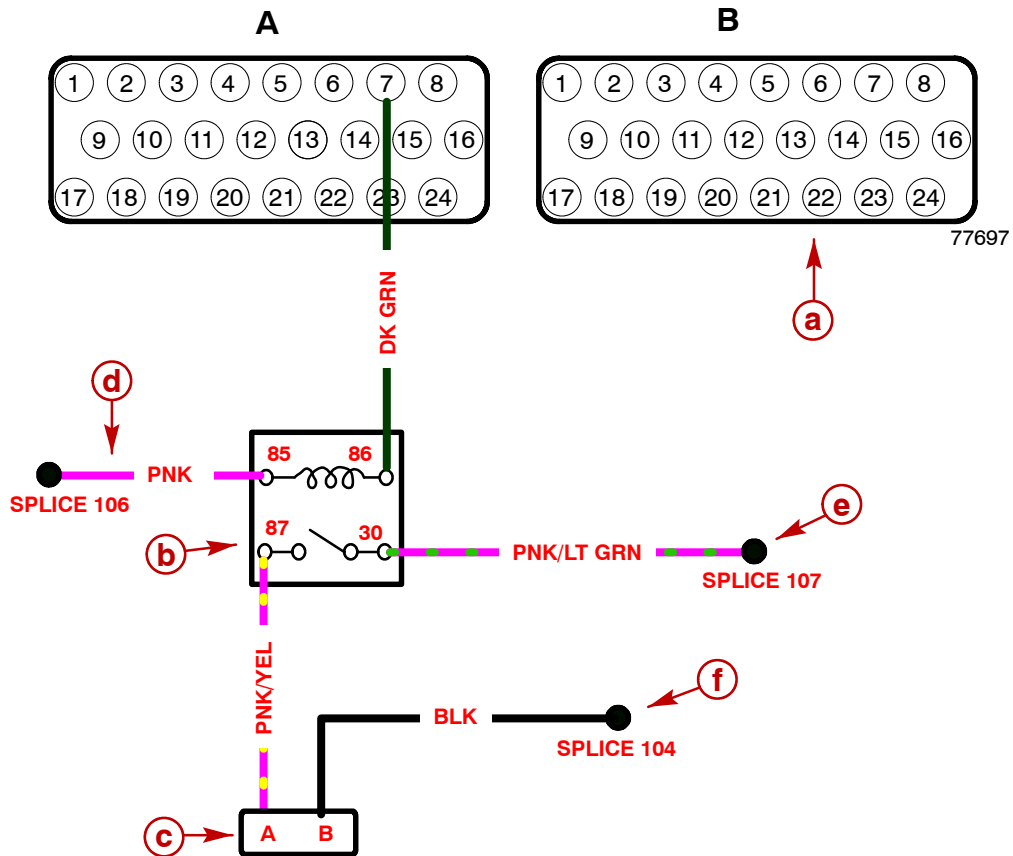 A B
1 2 3 4 5 6 7 8
9 10 11 12 13 14 15 16
17 18 19 20 21 22 23 24
1 2 3 4 5 6 7 8
9 10 11 12 13 14 15 16
17 18 19 20 21 22 23 24
77697
a
DK GRN
d
85 86
PNK
SPLICE 106
87 30
b
e
PNK/LT GRN
SPLICE 107
PNK/YEL
f
BLK
SPLICE 104
c
A B